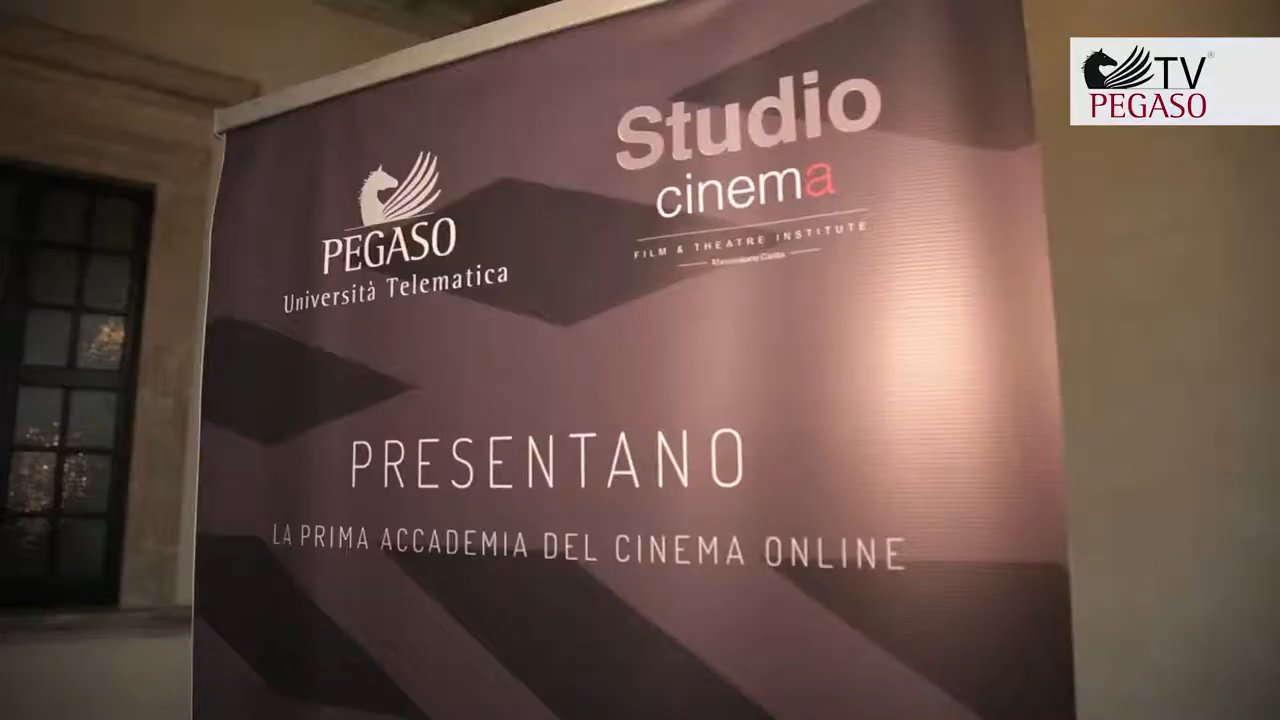 TV
PEGASO
Studio
cinema
FILM & THEATRE INSTITUTE
PEGASO
Università Telematica
PRESENTANO
LA PRIMA ACCADEMIA DEL CINEMA ONLINE